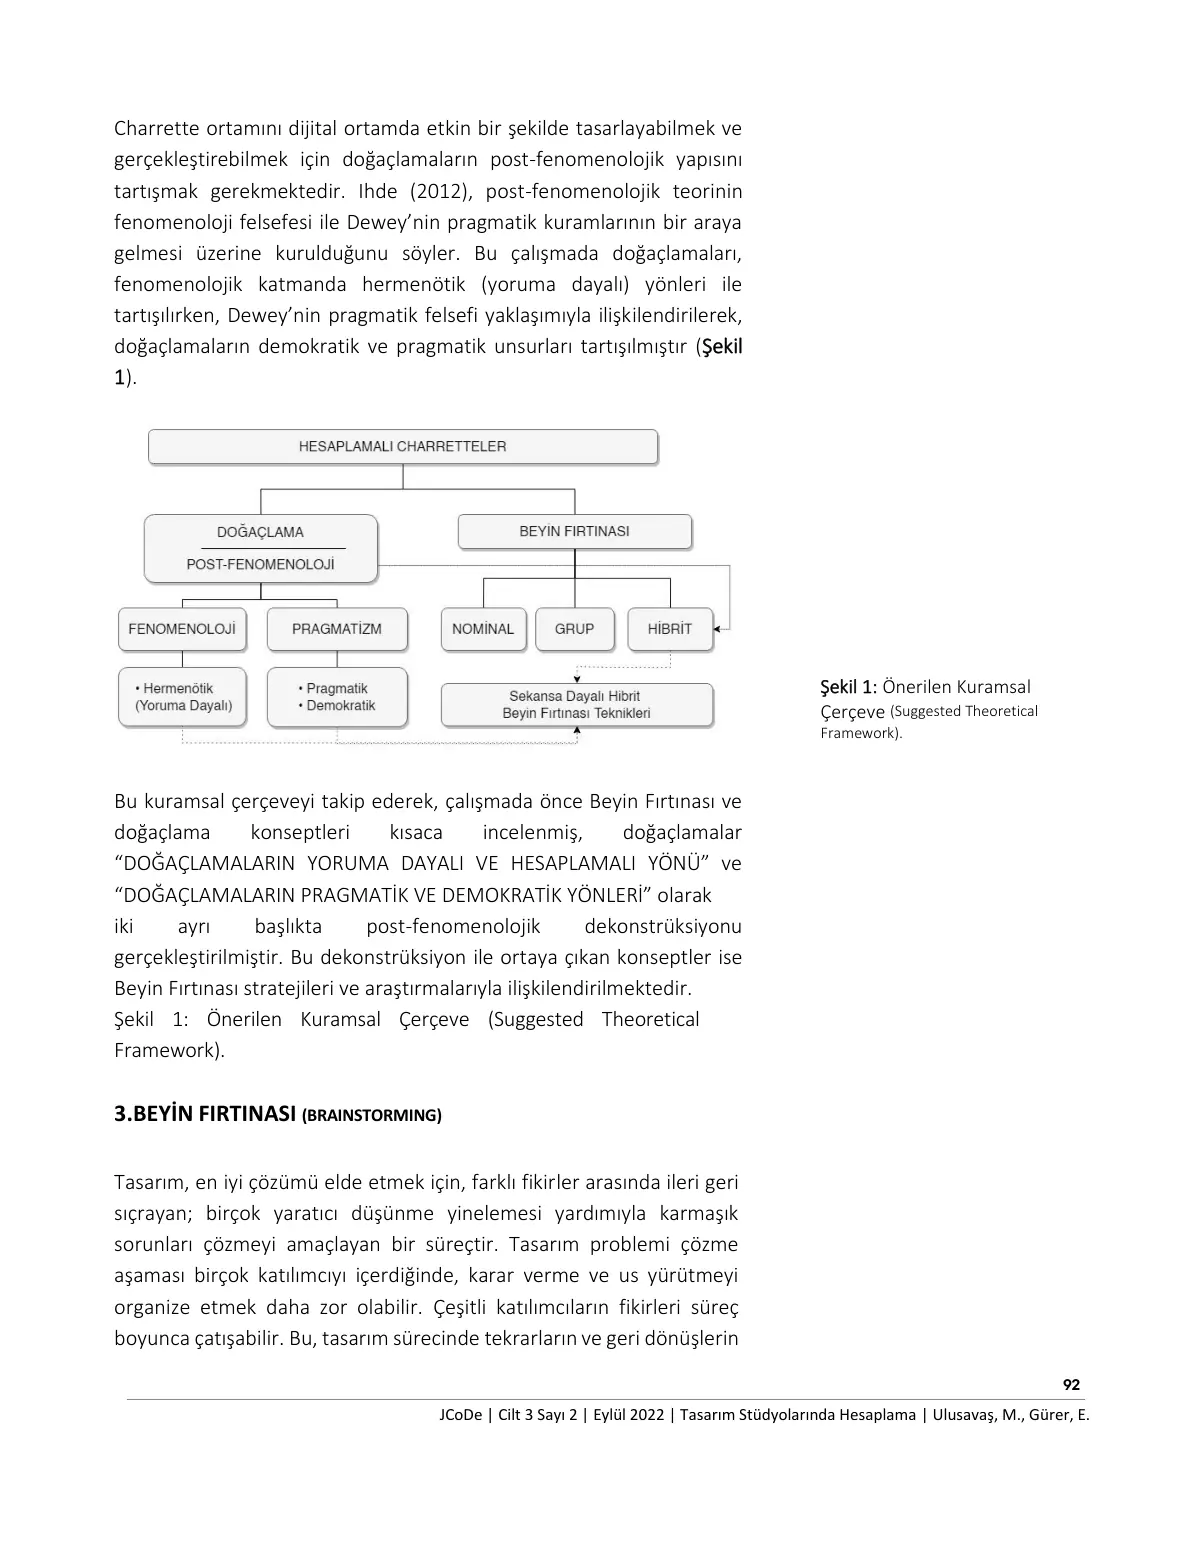 Charrette ortamını dijital ortamda etkin bir şekilde tasarlayabilmek ve
gerçekleştirebilmek için doğaçlamaların post-fenomenolojik yapısını
tartışmak gerekmektedir. Ihde (2012), post-fenomenolojik teorinin
fenomenoloji felsefesi ile Dewey’nin pragmatik kuramlarının bir araya
gelmesi üzerine kurulduğunu söyler. Bu çalışmada doğaçlamaları,
fenomenolojik katmanda hermenötik (yoruma dayalı) yönleri ile
tartışılırken, Dewey’nin pragmatik felsefi yaklaşımıyla ilişkilendirilerek,
doğaçlamaların demokratik ve pragmatik unsurları tartışılmıştır (Şekil
1).
HESAPLAMALI CHARRETTELER
DOĞAÇLAMA
POST-FENOMENOLOJİ
BEYİN FIRTINASI
FENOMENOLOJİ
PRAGMATİZM
NOMİNAL
GRUP
HİBRİT
• Hermenötik
(Yoruma Dayalı)
• Pragmatik
• Demokratik
Sekansa Dayalı Hibrit
Beyin Fırtınası Teknikleri
Şekil 1: Önerilen Kuramsal
Çerçeve (Suggested Theoretical
Framework).
Bu kuramsal çerçeveyi takip ederek, çalışmada önce Beyin Fırtınası ve
doğaçlama konseptleri kısaca incelenmiş, doğaçlamalar
“DOĞAÇLAMALARIN YORUMA DAYALI VE HESAPLAMALI YÖNÜ” ve
“DOĞAÇLAMALARIN PRAGMATİK VE DEMOKRATİK YÖNLERİ” olarak
iki ayrı başlıkta post-fenomenolojik dekonstrüksiyonu
gerçekleştirilmiştir. Bu dekonstrüksiyon ile ortaya çıkan konseptler ise
Beyin Fırtınası stratejileri ve araştırmalarıyla ilişkilendirilmektedir.
Şekil 1: Önerilen Kuramsal Çerçeve (Suggested Theoretical
Framework).
3.BEYİN FIRTINASI (BRAINSTORMING)
Tasarım, en iyi çözümü elde etmek için, farklı fikirler arasında ileri geri
sıçrayan; birçok yaratıcı düşünme yinelemesi yardımıyla karmaşık
sorunları çözmeyi amaçlayan bir süreçtir. Tasarım problemi çözme
aşaması birçok katılımcıyı içerdiğinde, karar verme ve us yürütmeyi
organize etmek daha zor olabilir. Çeşitli katılımcıların fikirleri süreç
boyunca çatışabilir. Bu, tasarım sürecinde tekrarların ve geri dönüşlerin
92
JCoDe | Cilt 3 Sayı 2 | Eylül 2022 | Tasarım Stüdyolarında Hesaplama | Ulusavaş, M., Gürer, E.